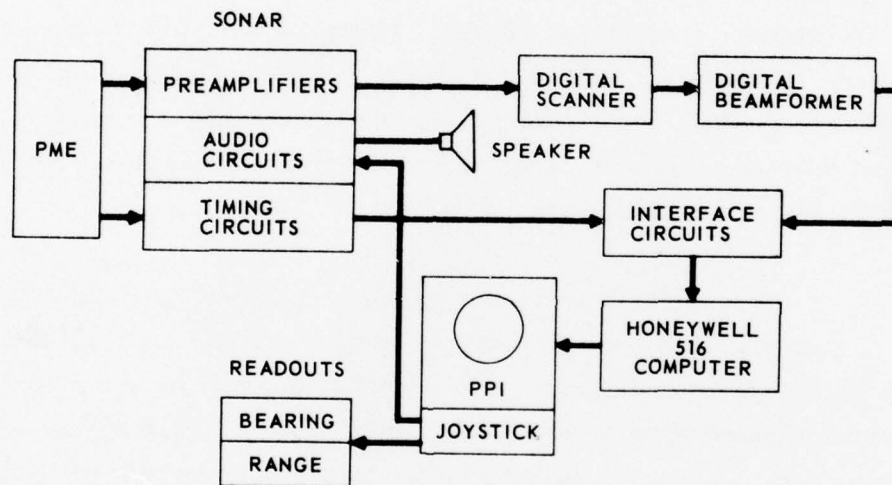 SONAR
PME
PREAMPLIFIERS
AUDIO
CIRCUITS
TIMING
CIRCUITS
SPEAKER
DIGITAL
SCANNER
DIGITAL
BEAMFORMER
INTERFACE
CIRCUITS
HONEYWELL
516
COMPUTER
PPI
JOYSTICK
READOUTS
BEARING
RANGE